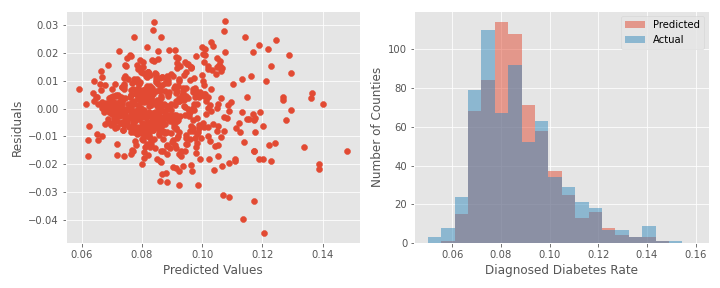 0.03
0.02
0.01
0.00
−0.01
−0.02
−0.03
−0.04
Residuals
0.06 0.08 0.10 0.12 0.14
Predicted Values
Predicted
Actual
100
80
60
40
20
0
Number of Counties
0.06 0.08 0.10 0.12 0.14 0.16
Diagnosed Diabetes Rate